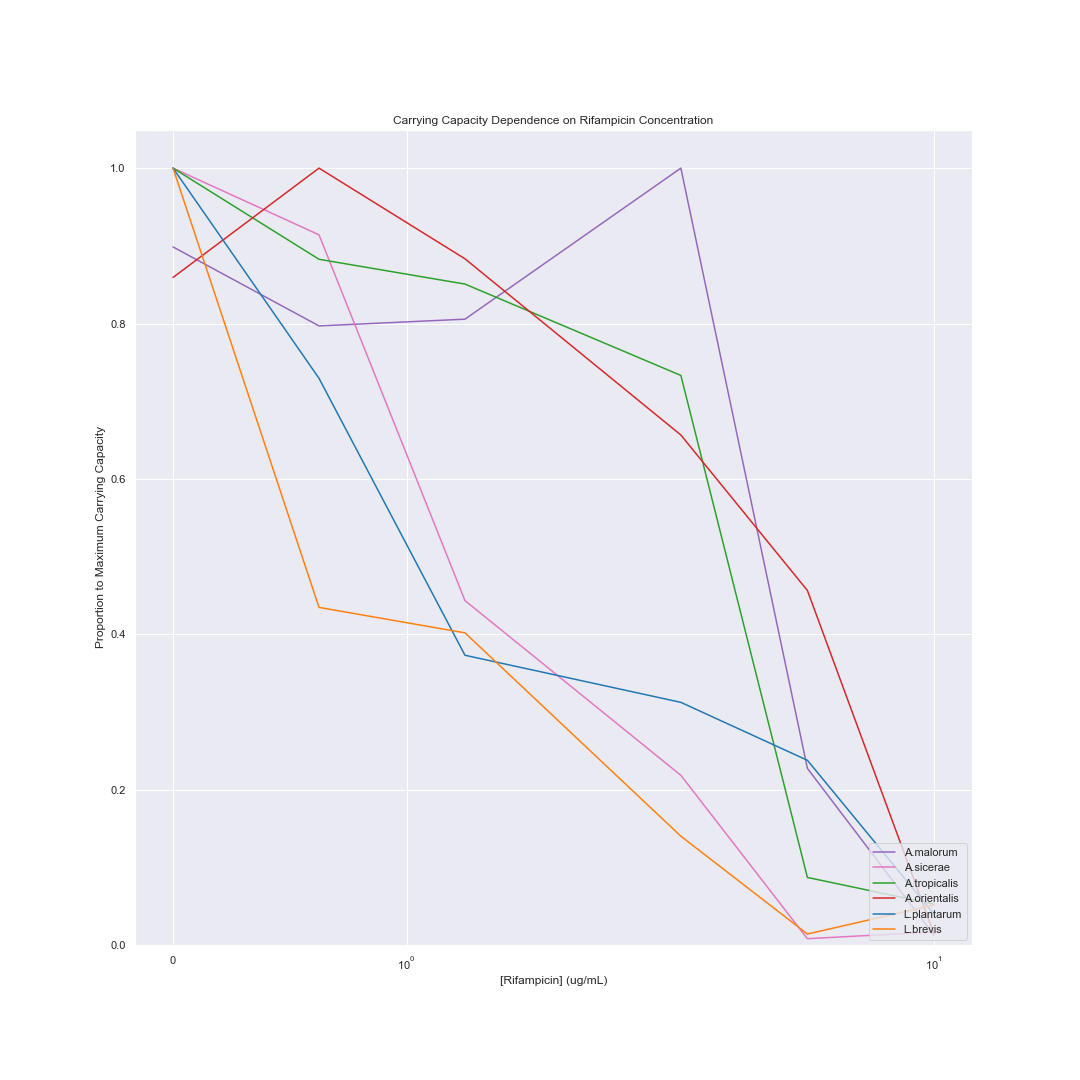 Carrying Capacity Dependence on Rifampicin Concentration
1.0
0.8
0.6
0.4
0.2
0.0
Proportion to Maximum Carrying Capacity
0
10⁰
10¹
[Rifampicin] (ug/mL)
A.malorum
A.sicerae
A.tropicalis
A.orientalis
L.plantarum
L.brevis